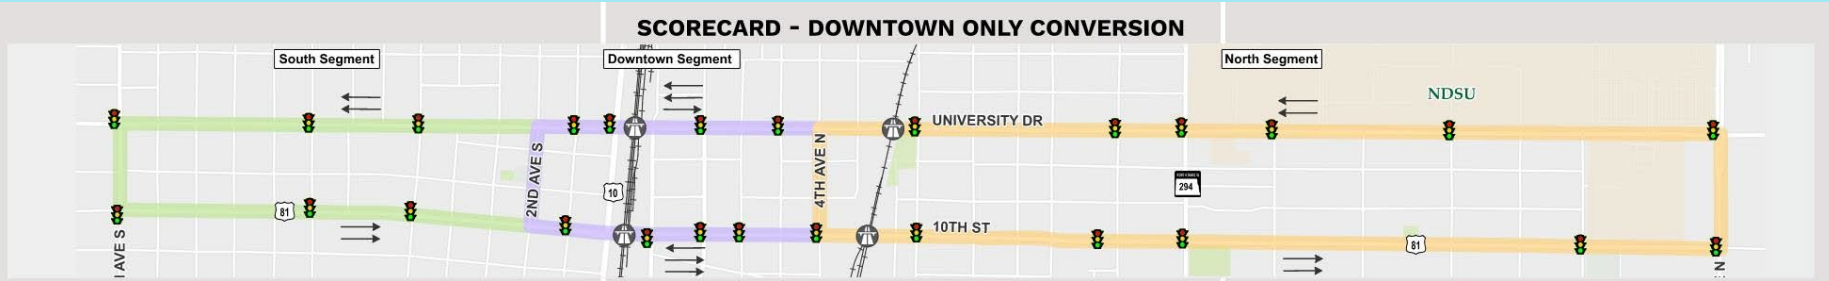 SCORECARD - DOWNTOWN ONLY CONVERSION
South Segment
Downtown Segment
North Segment
NDSU
UNIVERSITY DR
2ND AVE S
4TH AVE N
10
294
81
10TH ST
81
AVE S
N